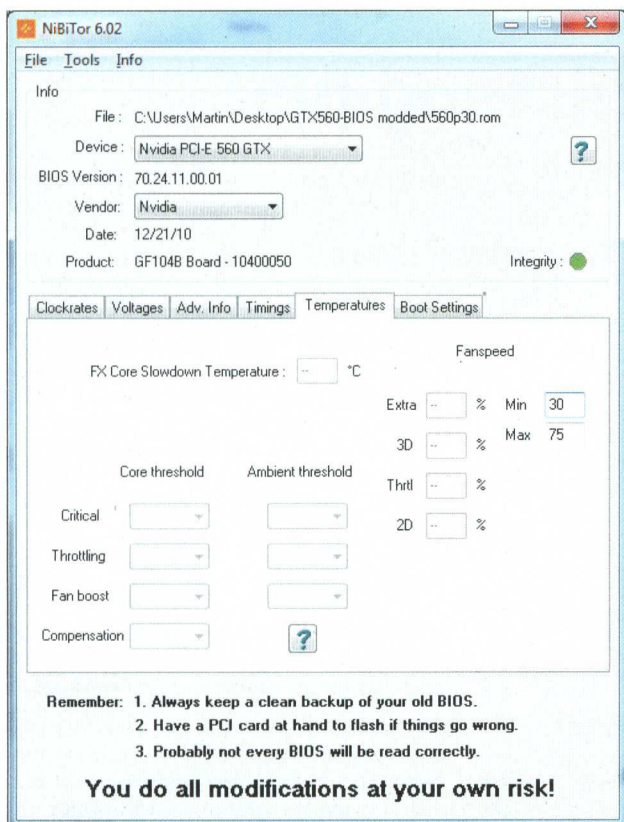 NiBiTor 6.02
File Tools Info
Info
File : C:\Users\Martin\Desktop\GTX560-BIOS modded\560p30.rom
Device : Nvidia PCI-E 560 GTX
?
BIOS Version : 70.24.11.00.01
Vendor: Nvidia
Date: 12/21/10
Product: GF104B Board - 10400050 Integrity :
Clockrates Voltages Adv. Info Timings Temperatures Boot Settings
Fanspeed
FX Core Slowdown Temperature : -- °C
Extra -- % Min 30
3D -- % Max 75
Core threshold Ambient threshold
Thrtl -- %
Critical
2D -- %
Throttling
Fan boost
Compensation ?
Remember: 1. Always keep a clean backup of your old BIOS.
2. Have a PCI card at hand to flash if things go wrong.
3. Probably not every BIOS will be read correctly.
You do all modifications at your own risk!